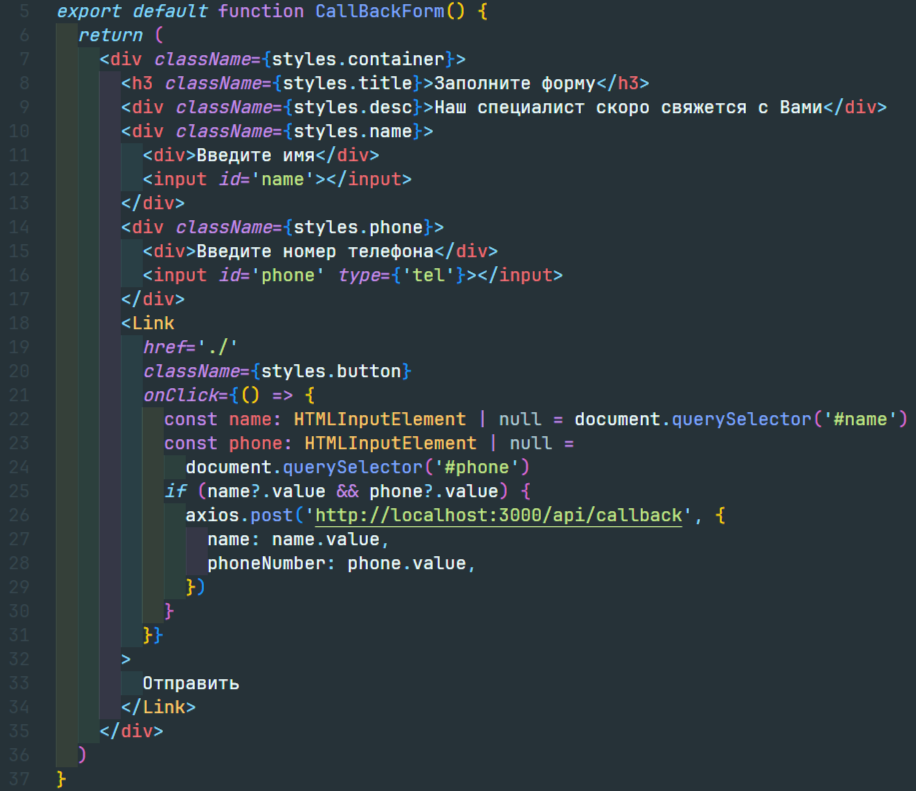 5 export default function CallBackForm() {
6 return (
7 <div className={styles.container}>
8 <h3 className={styles.title}>Заполните форму</h3>
9 <div className={styles.desc}>Наш специалист скоро свяжется с Вами</div>
10 <div className={styles.name}>
11 <div>Введите имя</div>
12 <input id='name'></input>
13 </div>
14 <div className={styles.phone}>
15 <div>Введите номер телефона</div>
16 <input id='phone' type={'tel'}></input>
17 </div>
18 <Link
19 href='./'
20 className={styles.button}
21 onClick={() => {
22 const name: HTMLInputElement | null = document.querySelector('#name')
23 const phone: HTMLInputElement | null =
24 document.querySelector('#phone')
25 if (name?.value && phone?.value) {
26 axios.post('http://localhost:3000/api/callback', {
27 name: name.value,
28 phoneNumber: phone.value,
29 })
30 }
31 }}
32 >
33 Отправить
34 </Link>
35 </div>
36 )
37 }